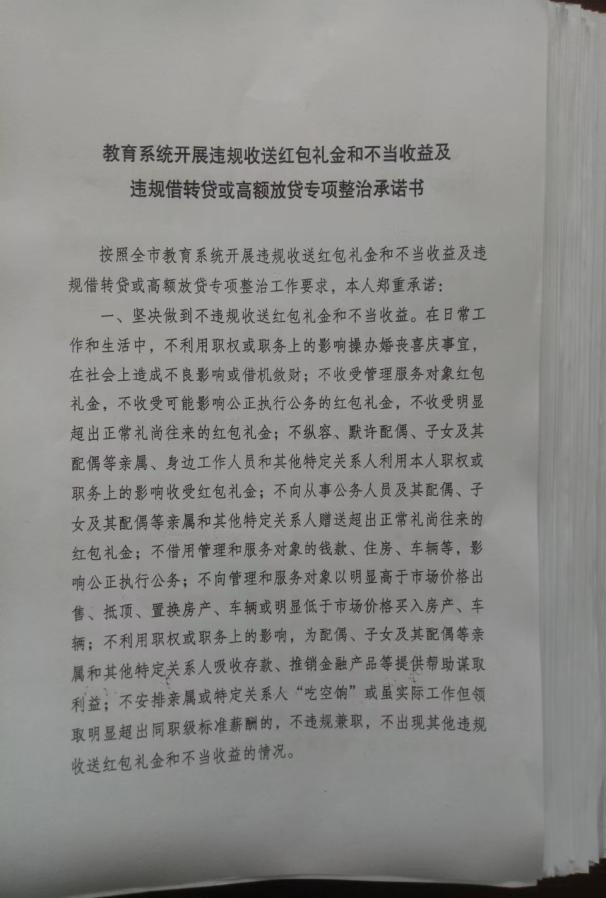 教育系统开展违规收送红包礼金和不当收益及
违规借转贷或高额放贷专项整治承诺书
按照全市教育系统开展违规收送红包礼金和不当收益及违
规借转贷或高额放贷专项整治工作要求，本人郑重承诺：
一、坚决做到不违规收送红包礼金和不当收益。在日常工
作和生活中，不利用职权或职务上的影响操办婚丧喜庆事宜，
在社会上造成不良影响或借机敛财；不收受管理服务对象红包
礼金，不收受可能影响公正执行公务的红包礼金，不收受明显
超出正常礼尚往来的红包礼金；不纵容、默许配偶、子女及其
配偶等亲属、身边工作人员和其他特定关系人利用本人职权或
职务上的影响收受红包礼金；不向从事公务人员及其配偶、子
女及其配偶等亲属和其他特定关系人赠送超出正常礼尚往来的
红包礼金；不借用管理和服务对象的钱款、住房、车辆等，影
响公正执行公务；不向管理和服务对象以明显高于市场价格出
售、抵顶、置换房产、车辆或明显低于市场价格买入房产、车
辆；不利用职权或职务上的影响，为配偶、子女及其配偶等亲
属和其他特定关系人吸收存款、推销金融产品等提供帮助谋取
利益；不安排亲属或特定关系人“吃空饷”或虽实际工作但领
取明显超出同职级标准薪酬的，不违规兼职，不出现其他违规
收送红包礼金和不当收益的情况。